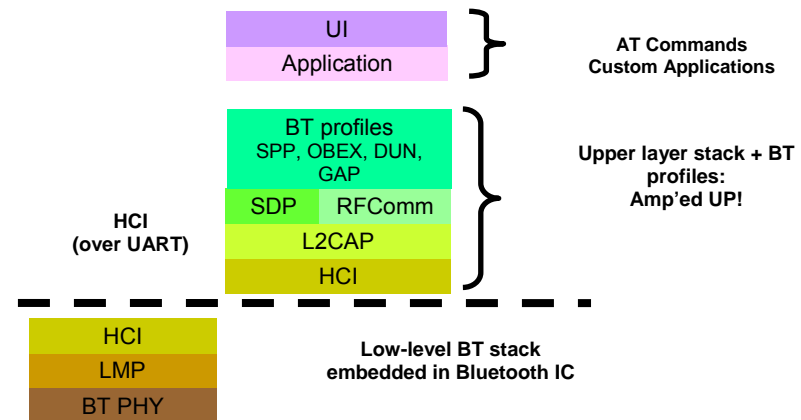 UI
Application
AT Commands
Custom Applications
BT profiles
SPP, OBEX, DUN,
GAP
SDP
RFComm
L2CAP
HCI
Upper layer stack + BT
profiles:
Amp'ed UP!
HCI
(over UART)
HCI
LMP
BT PHY
Low-level BT stack
embedded in Bluetooth IC